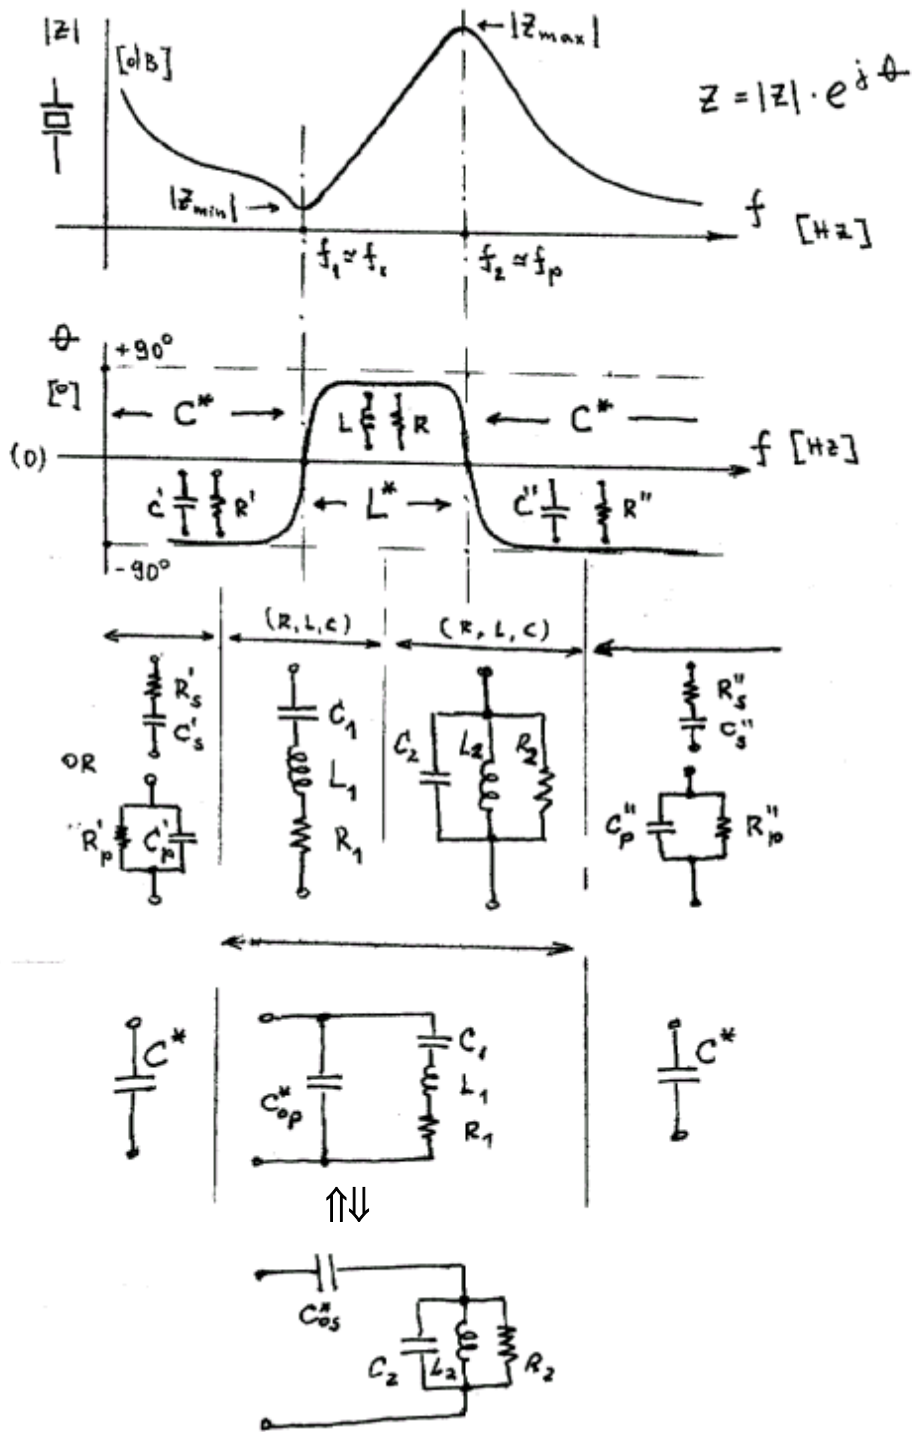 |Z|
[dB]
← |Zmax|
Z = |Z| · e^jθ
|Zmin| →
f [Hz]
f₁ ≃ fₛ
f₂ ≃ fₚ
θ
+90°
[°]
← C* →
L
R
← C*
(0)
f [Hz]
C'
R'
← L* →
C"
R"
-90°
(R, L, C)
(R, L, C)
R's
C's
OR
R'p
C'p
C₁
L₁
R₁
C₂
L₂
R₂
R"s
C"s
C"p
R"p
C*
C*op
C₁
L₁
R₁
C*
⇑⇓
C*os
C₂
L₂
R₂